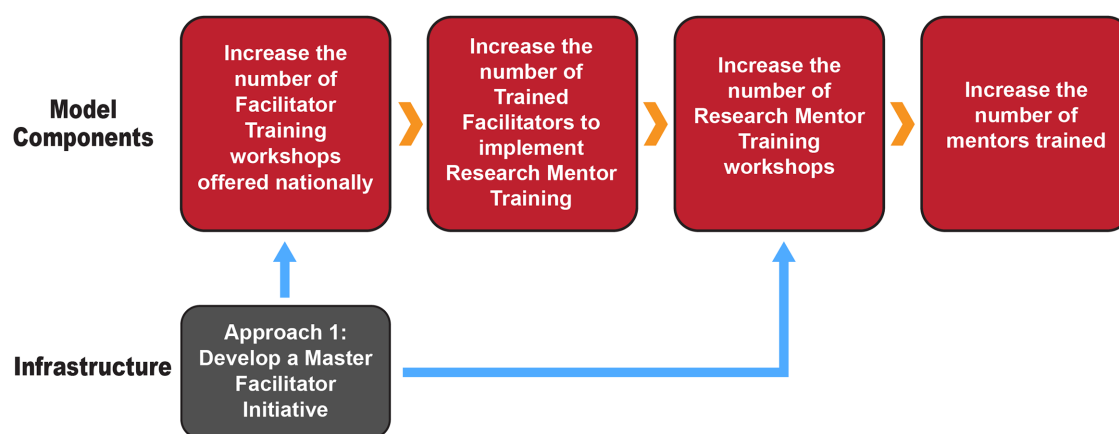 Model
Components
Increase the
number of
Facilitator
Training
workshops
offered nationally
Increase the
number of
Trained
Facilitators to
implement
Research Mentor
Training
Increase the
number of
Research Mentor
Training
workshops
Increase the
number of
mentors trained
Infrastructure
Approach 1:
Develop a Master
Facilitator
Initiative